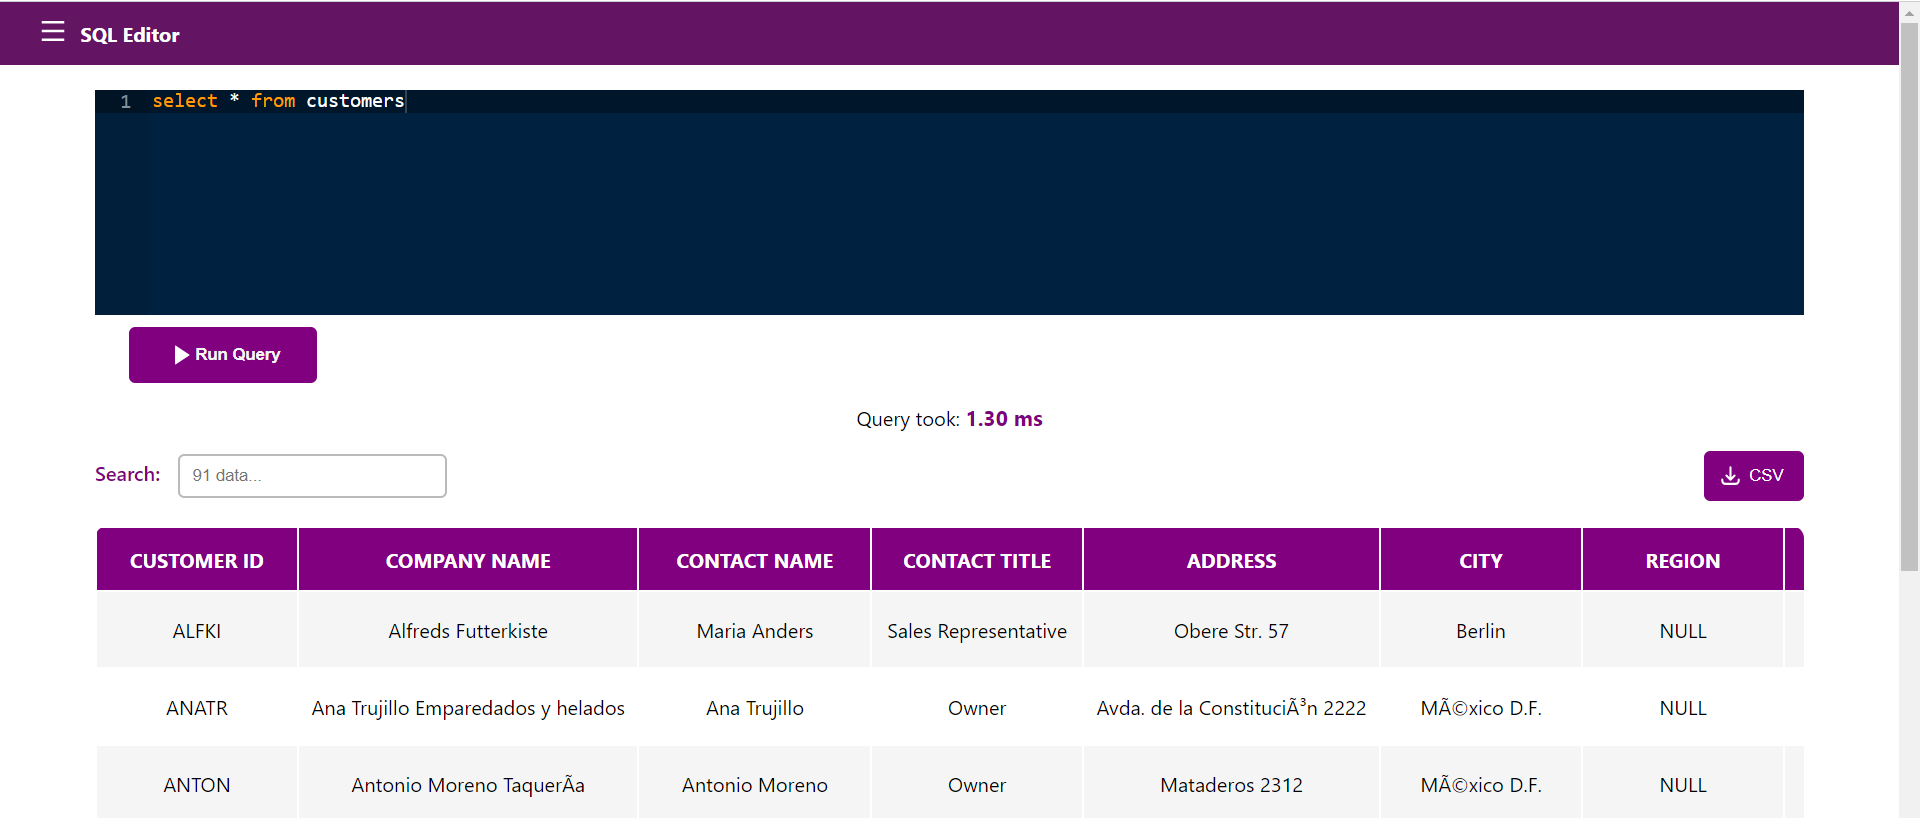 SQL Editor
1 select * from customers
Run Query
Query took: 1.30 ms
Search: 91 data...
CSV
CUSTOMER ID COMPANY NAME CONTACT NAME CONTACT TITLE ADDRESS CITY REGION
ALFKI Alfreds Futterkiste Maria Anders Sales Representative Obere Str. 57 Berlin NULL
ANATR Ana Trujillo Emparedados y helados Ana Trujillo Owner Avda. de la ConstituciÃ³n 2222 MÃ©xico D.F. NULL
ANTON Antonio Moreno TaquerÃa Antonio Moreno Owner Mataderos 2312 MÃ©xico D.F. NULL